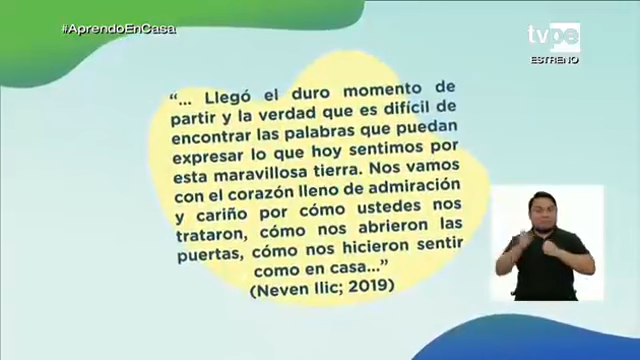 #AprendoEnCasa
tvpe
ESTRENO
“... Llegó el duro momento de
partir y la verdad que es difícil de
encontrar las palabras que puedan
expresar lo que hoy sentimos por
esta maravillosa tierra. Nos vamos
con el corazón lleno de admiración
y cariño por cómo ustedes nos
trataron, cómo nos abrieron las
puertas, cómo nos hicieron sentir
como en casa...”
(Neven Ilic; 2019)